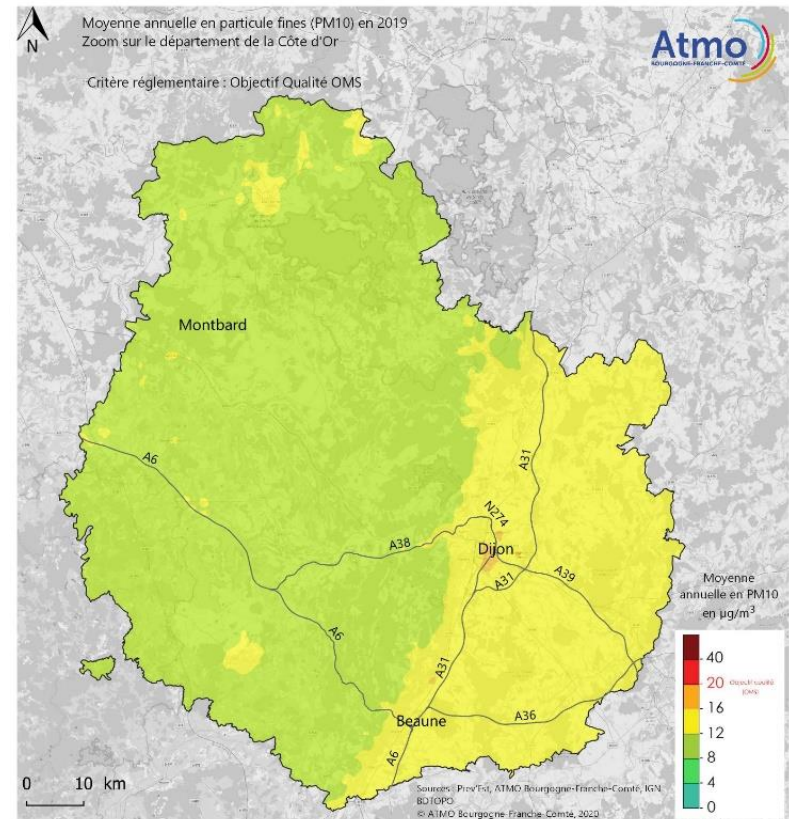 Moyenne annuelle en particule fines (PM10) en 2019
Zoom sur le département de la Côte d'Or
Critère réglementaire : Objectif Qualité OMS
N
Atmo
BOURGOGNE-FRANCHE-COMTÉ
Montbard
A6
A31
N274
A38
Dijon
A31
A39
A6
A31
Beaune
A36
A6
Moyenne
annuelle en PM10
en µg/m³
40
20 Objectif qualité
(OMS)
16
12
8
4
0
0 10 km
Sources : Prev'Est, ATMO Bourgogne-Franche-Comté, IGN
BDTOPO
© ATMO Bourgogne-Franche-Comté, 2020